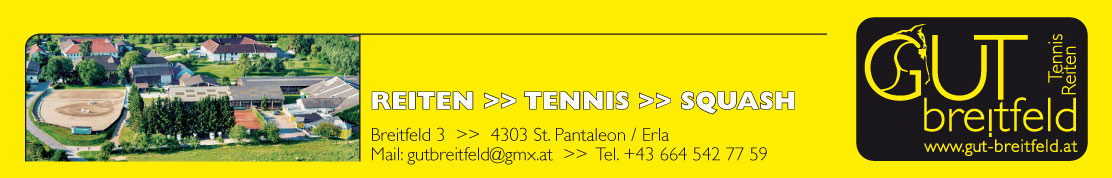 REITEN >> TENNIS >> SQUASH
Breitfeld 3 >> 4303 St. Pantaleon / Erla
Mail: gutbreitfeld@gmx.at >> Tel. +43 664 542 77 59
GUT
breitfeld
Tennis
Reiten
www.gut-breitfeld.at